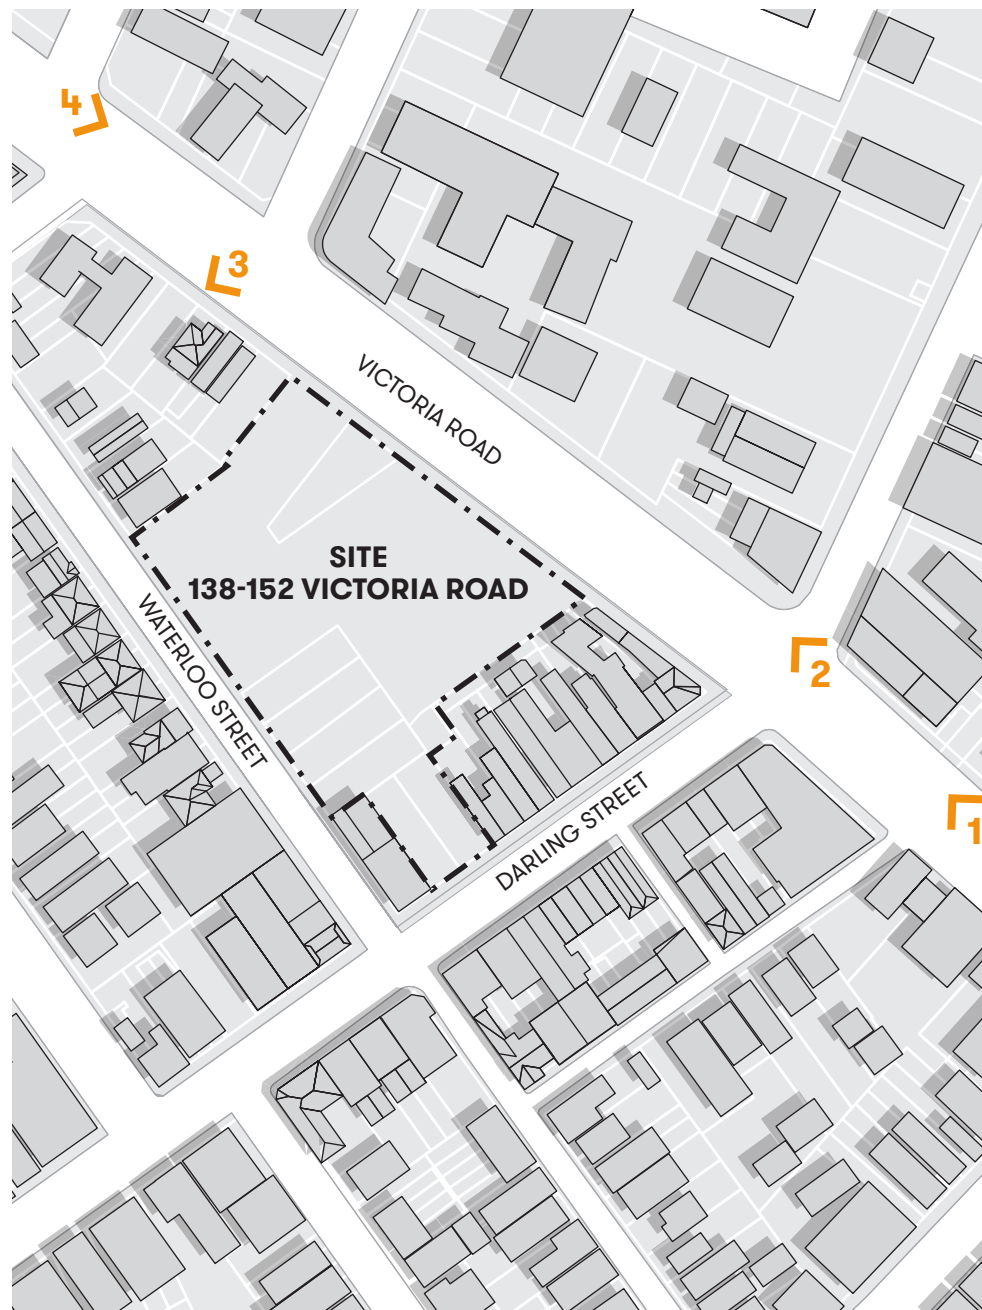 4
3
VICTORIA ROAD
SITE
138-152 VICTORIA ROAD
WATERLOO STREET
2
DARLING STREET
1